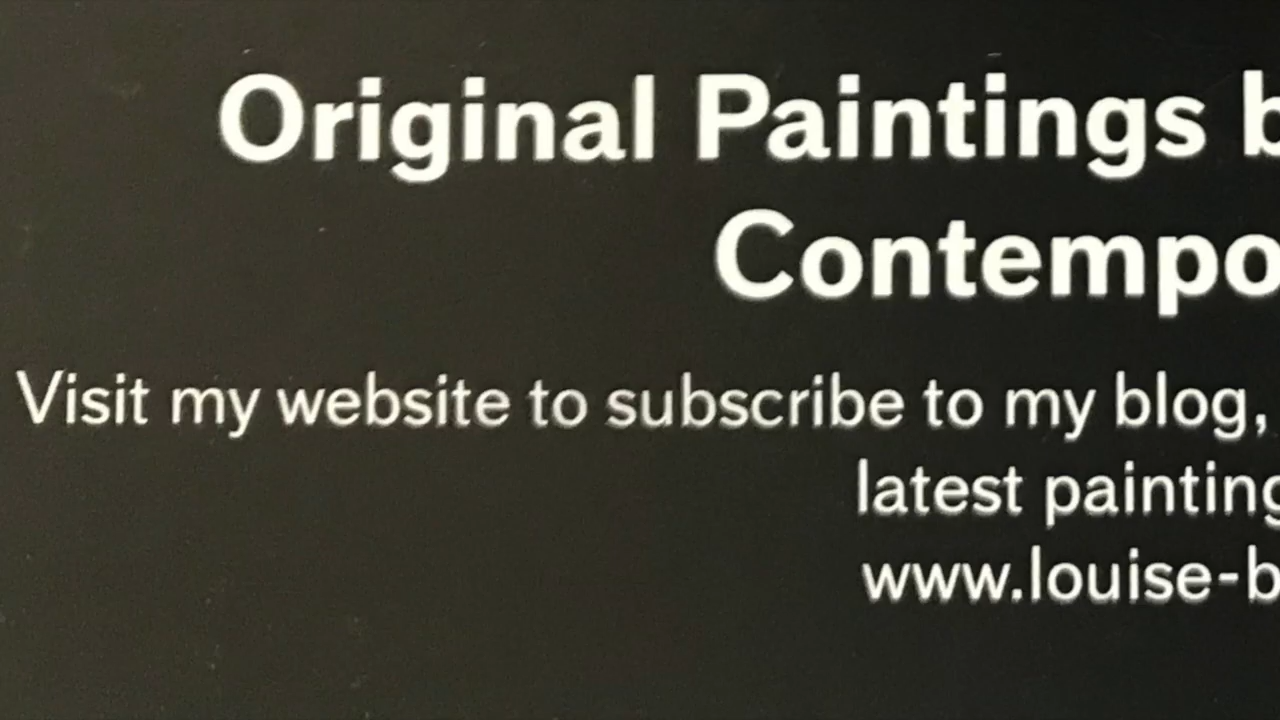 Original Paintings b
Contempo
Visit my website to subscribe to my blog,
latest painting
www.louise-b